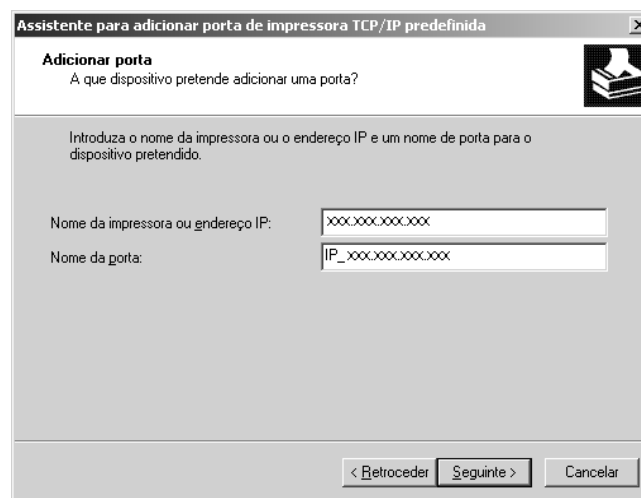 Assistente para adicionar porta de impressora TCP/IP predefinida
Adicionar porta
A que dispositivo pretende adicionar uma porta?
Introduza o nome da impressora ou o endereço IP e um nome de porta para o
dispositivo pretendido.
Nome da impressora ou endereço IP: xxx.xxx.xxx.xxx
Nome da porta: IP_xxx.xxx.xxx.xxx
< Retroceder Seguinte > Cancelar